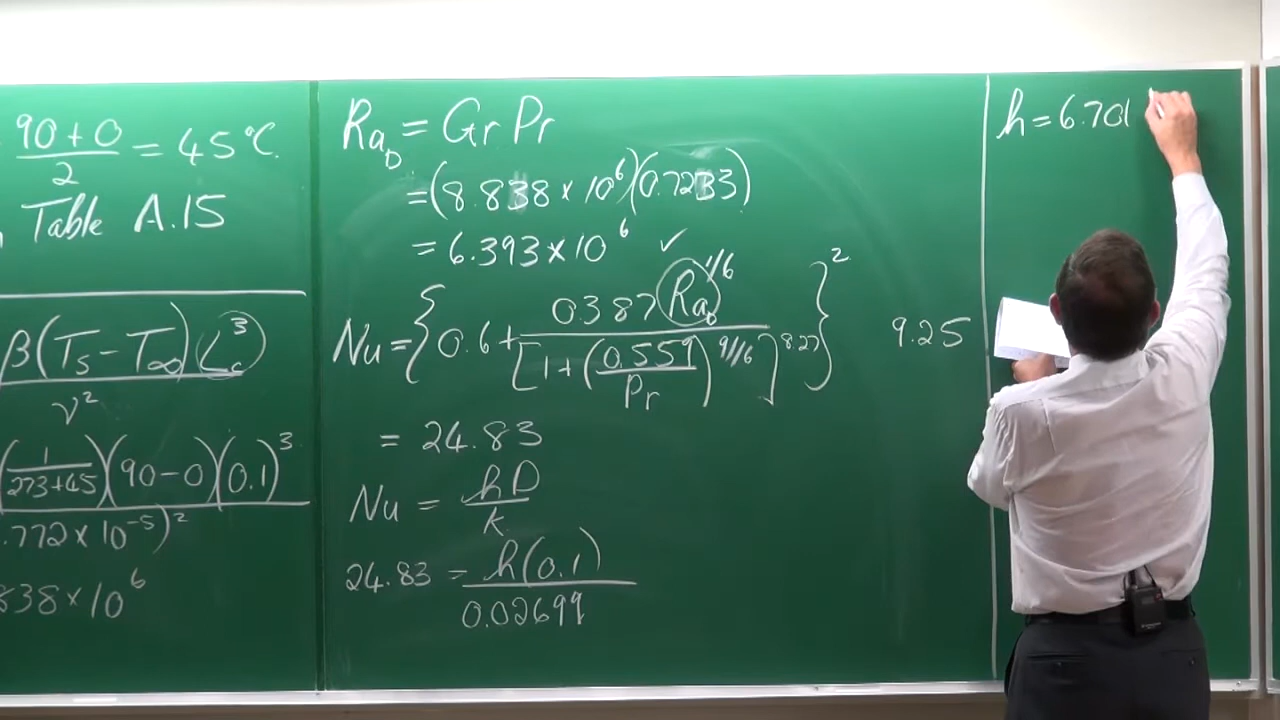 90 + 0 / 2 = 45 °C.
Table A.15
β(Ts − T∞) Lc³ / ν²
(1 / 273+45)(90 − 0)(0.1)³ / .772 × 10⁻⁵)²
838 × 10⁶
Ra_D = Gr Pr
= (8.838 × 10⁶)(0.7233)
= 6.393 × 10⁶ ✓
Nu = { 0.6 + 0.387 Ra_D^1/6 / [1 + (0.559 / Pr)^9/16]^8.27 }²
= 24.83
Nu = hD / k
24.83 = h(0.1) / 0.02699
9.25
h = 6.701